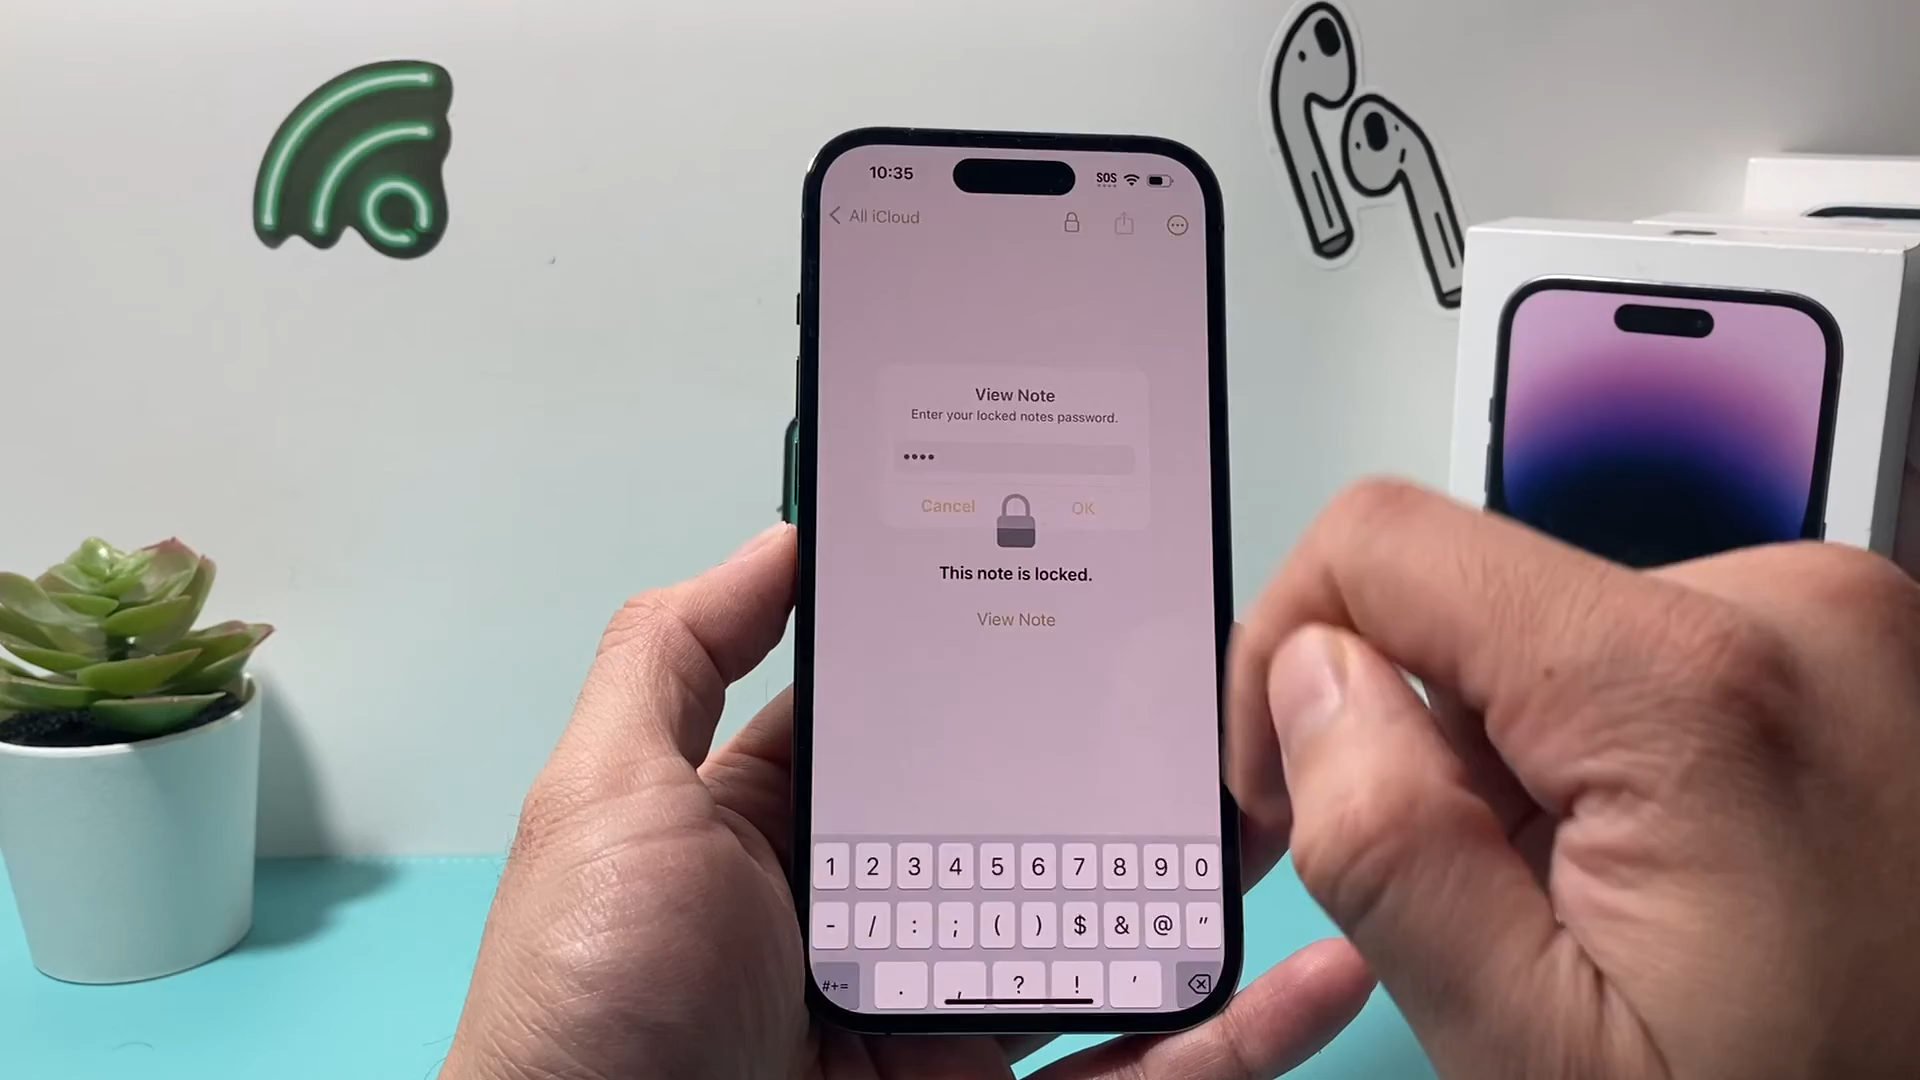 10:35
SOS
All iCloud
View Note
Enter your locked notes password.
••••
Cancel
OK
This note is locked.
View Note
1 2 3 4 5 6 7 8 9 0
- / : ; ( ) $ & @ "
#+= . , ? ! '